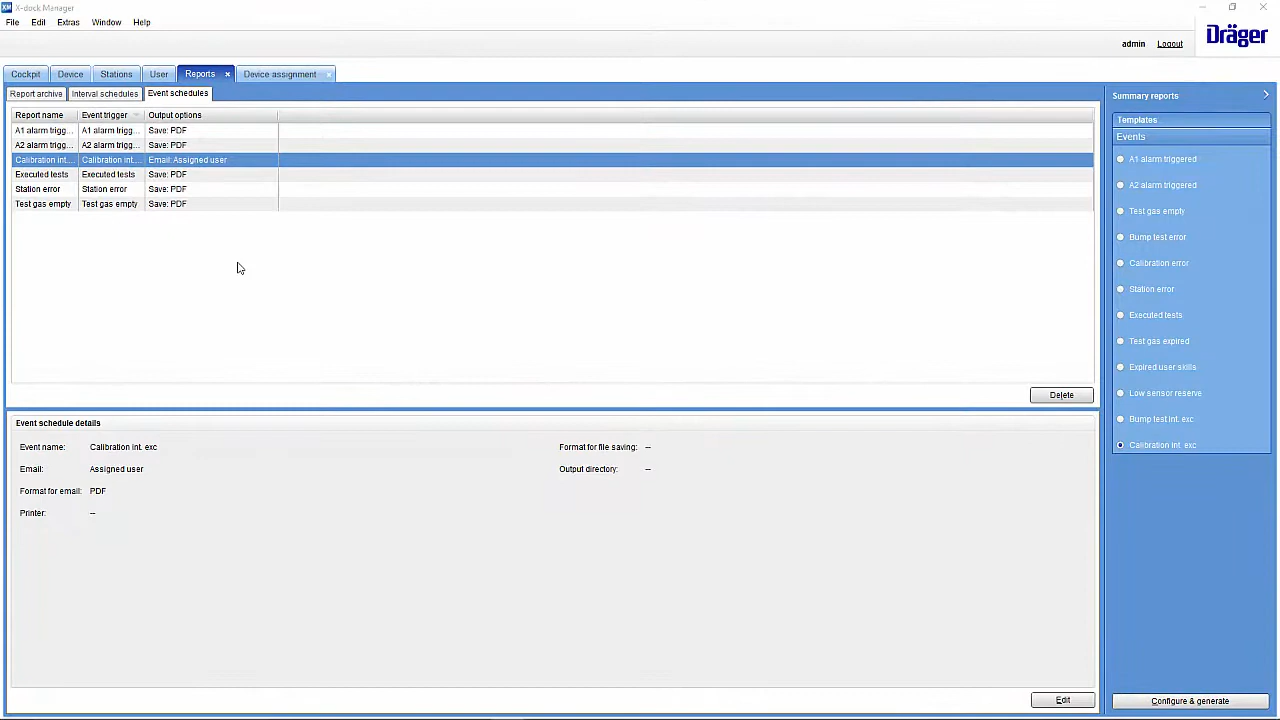 XM X-dock Manager
File Edit Extras Window Help
admin Logout
Dräger
Cockpit Device Stations User Reports × Device assignment ×
Report archive Interval schedules Event schedules
Report name Event trigger Output options
A1 alarm trigg... A1 alarm trigg... Save: PDF
A2 alarm trigg... A2 alarm trigg... Save: PDF
Calibration int.... Calibration int.... Email: Assigned user
Executed tests Executed tests Save: PDF
Station error Station error Save: PDF
Test gas empty Test gas empty Save: PDF
Delete
Event schedule details
Event name: Calibration int. exc
Email: Assigned user
Format for email: PDF
Printer: --
Format for file saving: --
Output directory: --
Edit
Summary reports
Templates
Events
A1 alarm triggered
A2 alarm triggered
Test gas empty
Bump test error
Calibration error
Station error
Executed tests
Test gas expired
Expired user skills
Low sensor reserve
Bump test int. exc
Calibration int. exc
Configure & generate